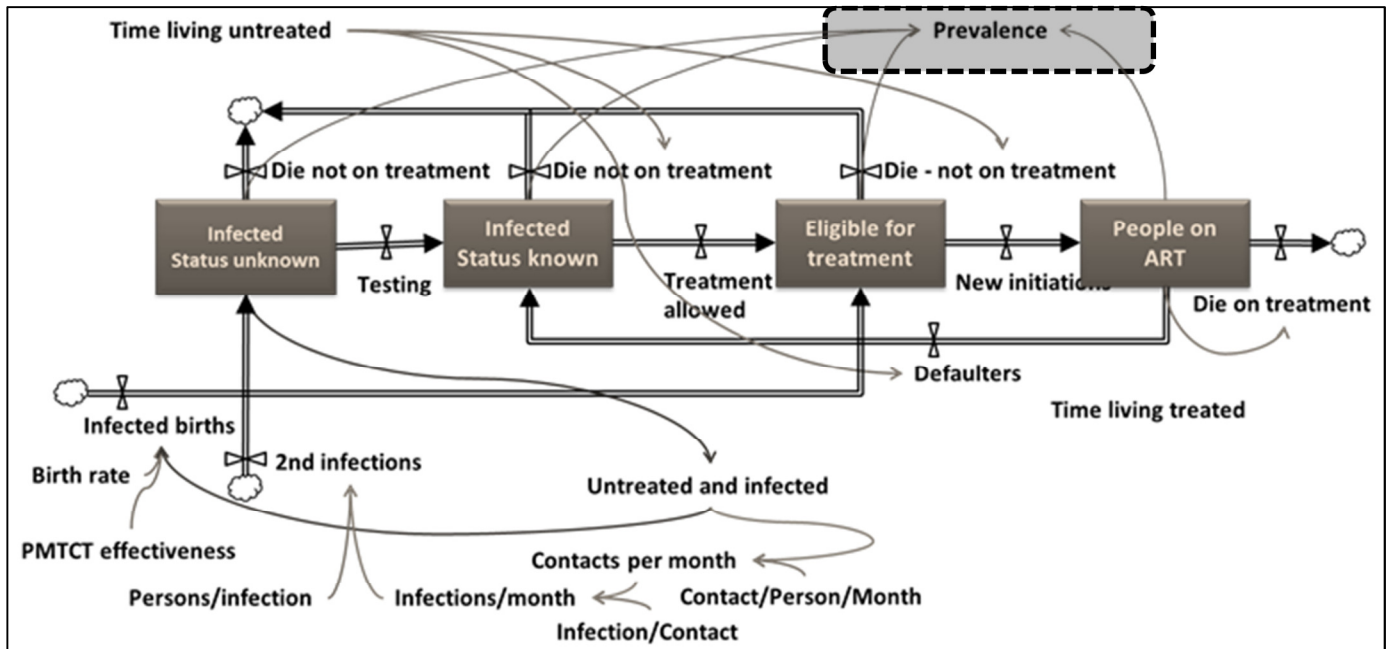 Time living untreated
Prevalence
Die not on treatment
Die not on treatment
Die - not on treatment
Infected
Status unknown
Infected
Status known
Eligible for
treatment
People on
ART
Testing
Treatment
allowed
New initiations
Die on treatment
Defaulters
Time living treated
Infected births
Birth rate
2nd infections
Untreated and infected
PMTCT effectiveness
Contacts per month
Persons/infection
Infections/month
Contact/Person/Month
Infection/Contact